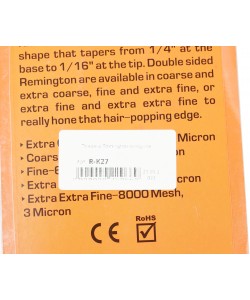 shape that tapers from 1/4" at the
base to 1/16" at the tip. Double sided
Remington are available in coarse and
extra coarse, fine and extra fine, or
extra extra fine and extra extra fine to
really hone that hair-popping edge.
• Extra Micron
• Coars
R-K27
• Fine-6
• Extra
• Extra Extra Fine-8000 Mesh,
3 Micron
CE
RoHS